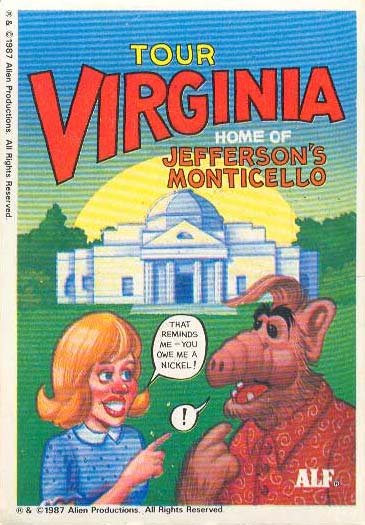 ® & ©1987 Alien Productions. All Rights Reserved.
TOUR
VIRGINIA
HOME OF
JEFFERSON'S
MONTICELLO
THAT
REMINDS
ME—YOU
OWE ME A
NICKEL!
!
ALF®
® & ©1987 Alien Productions. All Rights Reserved.